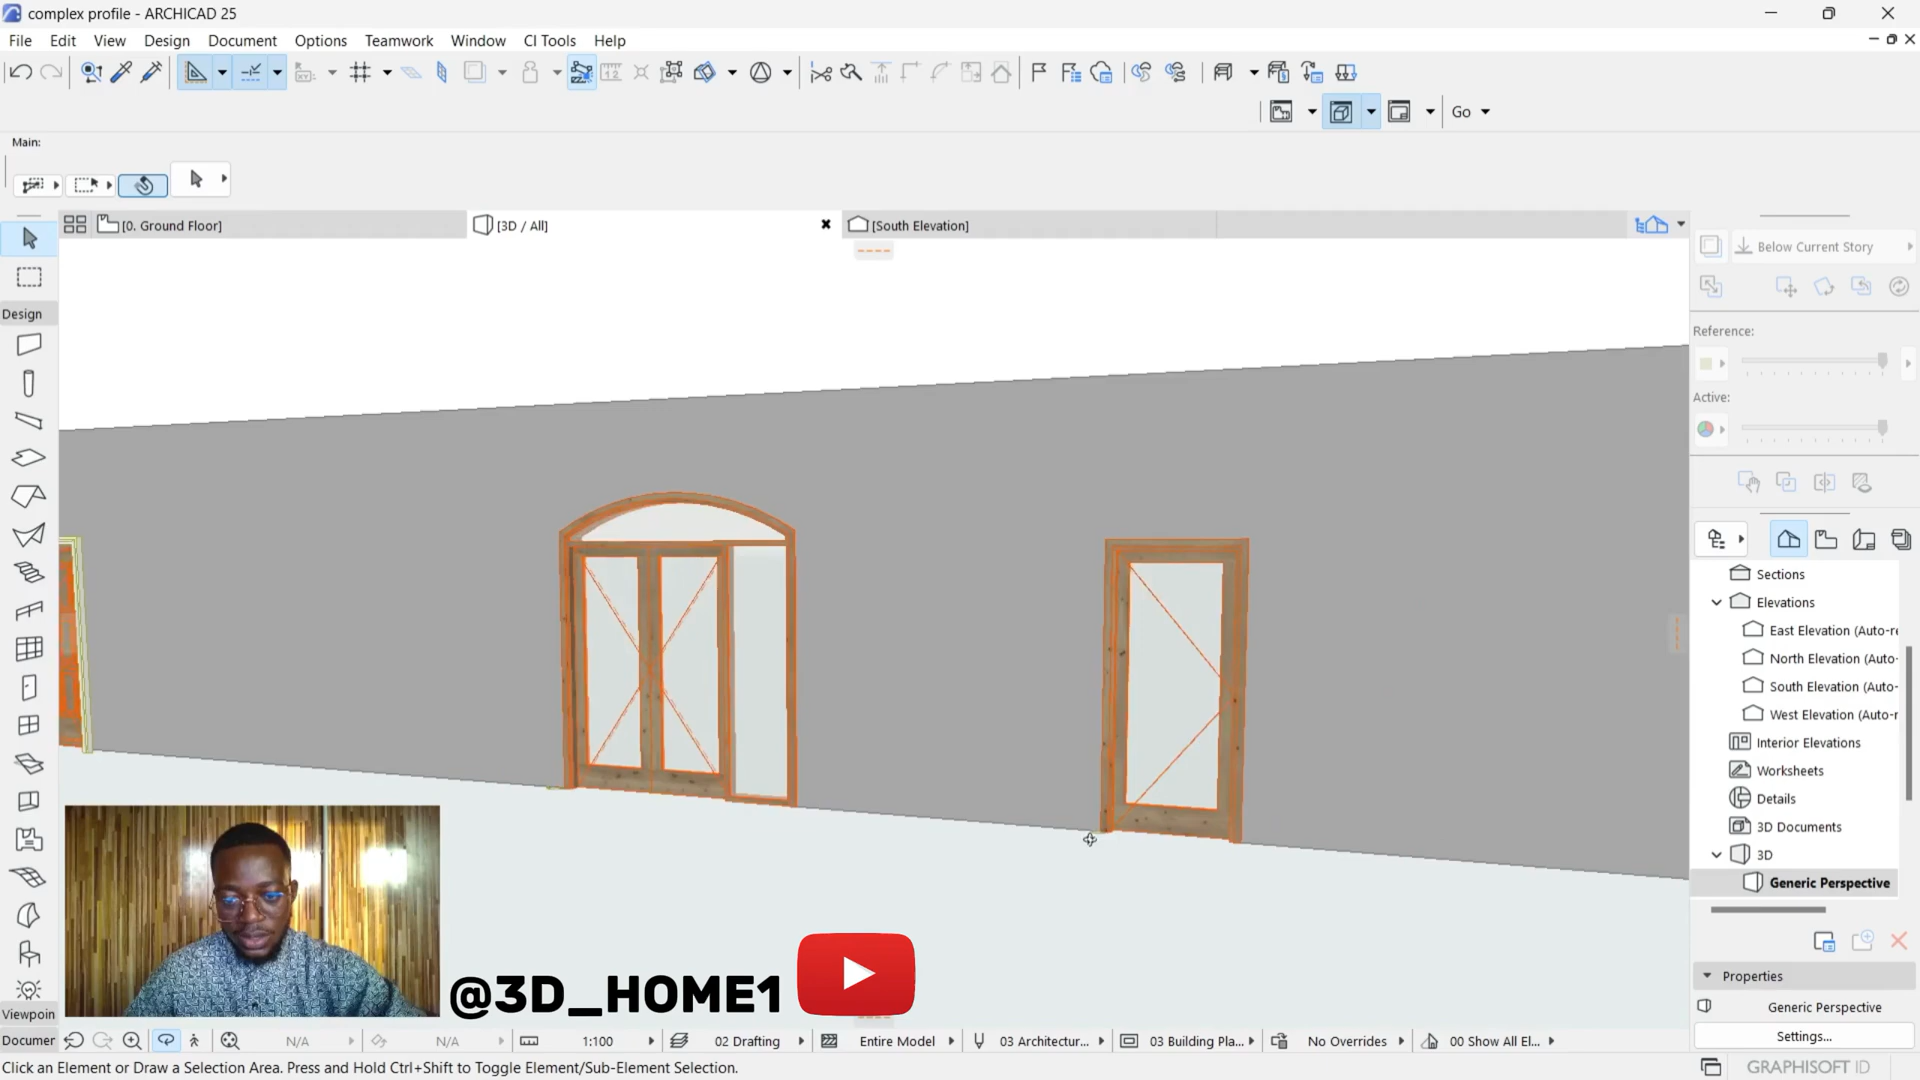 complex profile - ARCHICAD 25
File Edit View Design Document Options Teamwork Window CI Tools Help
Go
Main:
[0. Ground Floor]
[3D / All]
[South Elevation]
Below Current Story
Design
Reference:
Active:
Sections
Elevations
East Elevation (Auto-r
North Elevation (Auto-
South Elevation (Auto-
West Elevation (Auto-r
Interior Elevations
Worksheets
Details
3D Documents
3D
Generic Perspective
@3D_HOME1
Properties
Generic Perspective
Settings...
Viewpoin
Documer
N/A
N/A
1:100
02 Drafting
Entire Model
03 Architectur...
03 Building Pla...
No Overrides
00 Show All El...
Click an Element or Draw a Selection Area. Press and Hold Ctrl+Shift to Toggle Element/Sub-Element Selection.
GRAPHISOFT ID